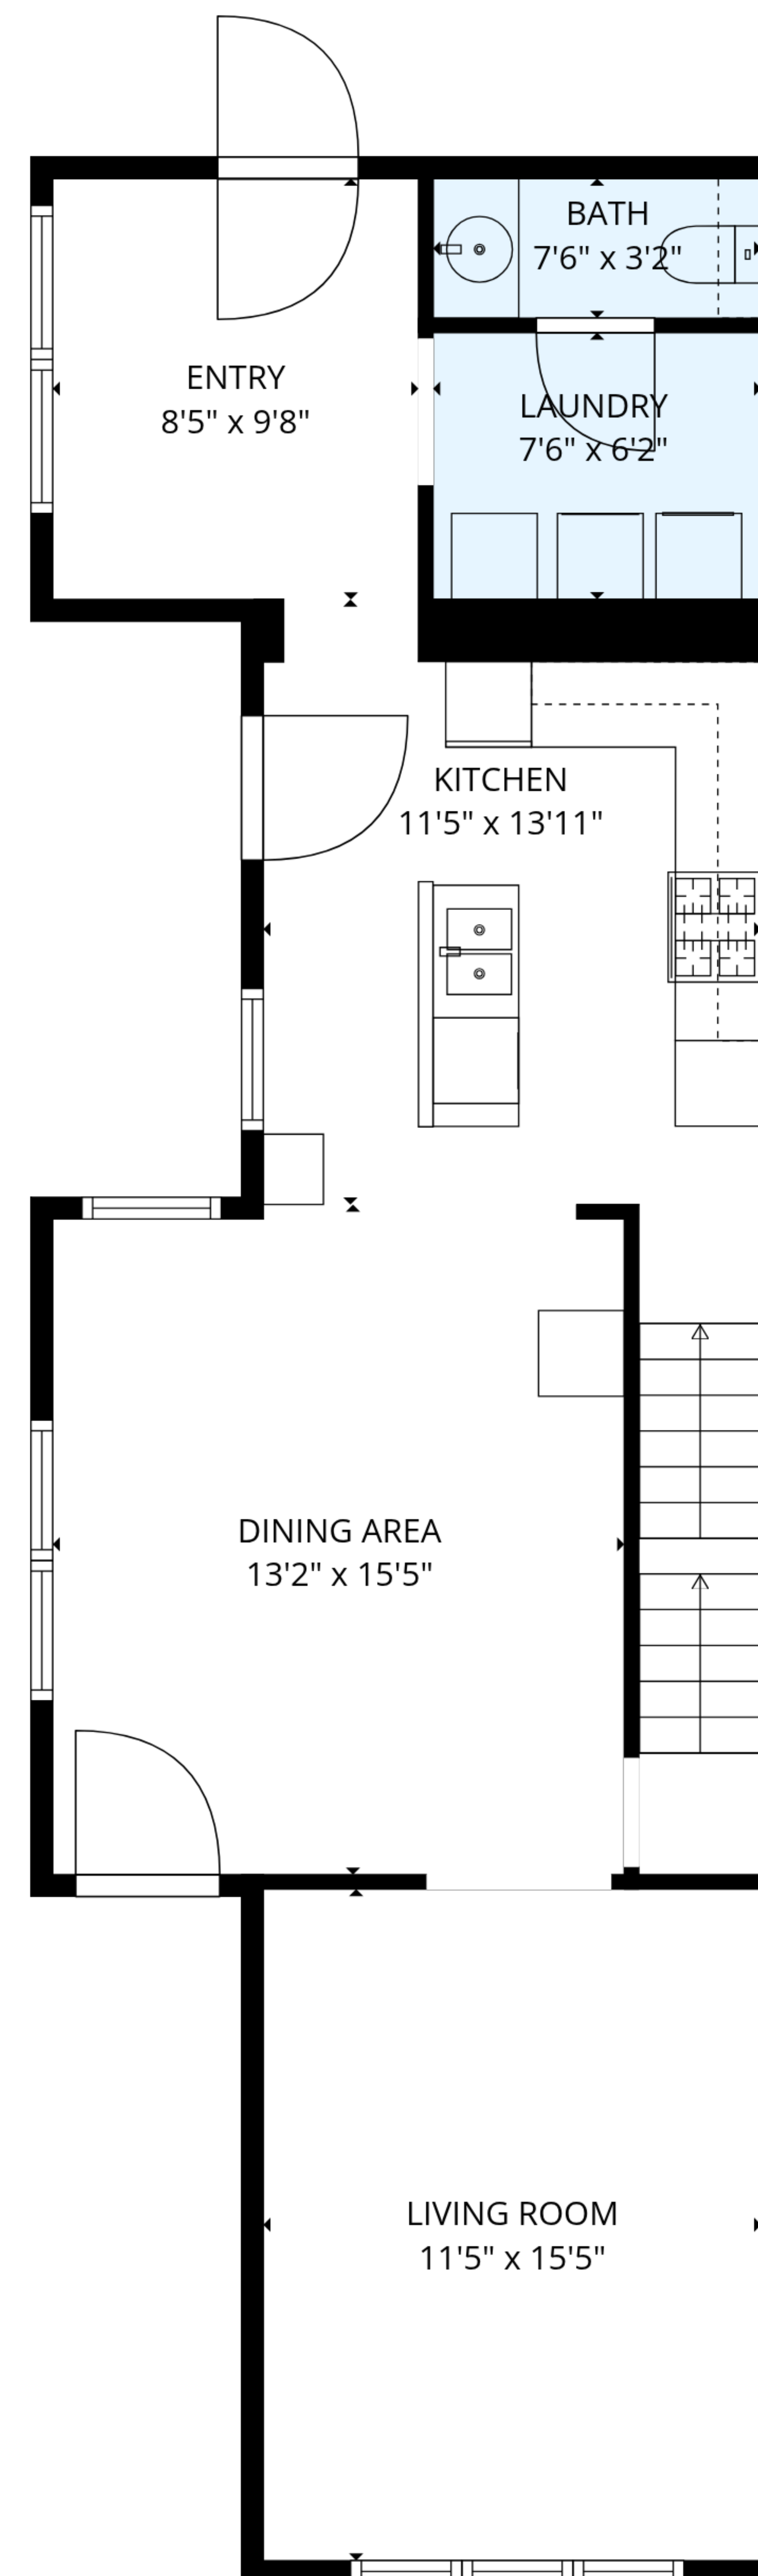 BATH
7'6" x 3'2"
ENTRY
8'5" x 9'8"
LAUNDRY
7'6" x 6'2"
KITCHEN
11'5" x 13'11"
DINING AREA
13'2" x 15'5"
LIVING ROOM
11'5" x 15'5"